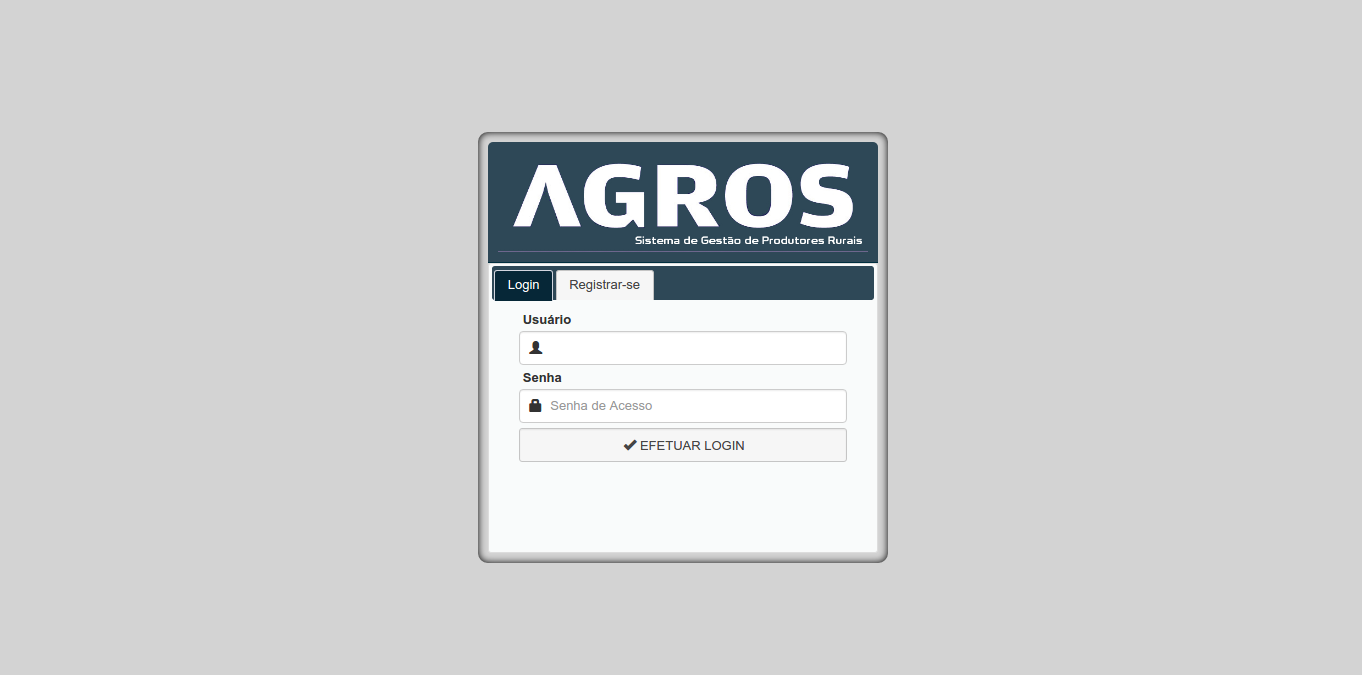 AGROS
Sistema de Gestão de Produtores Rurais
Login Registrar-se
Usuário
Senha
Senha de Acesso
EFETUAR LOGIN